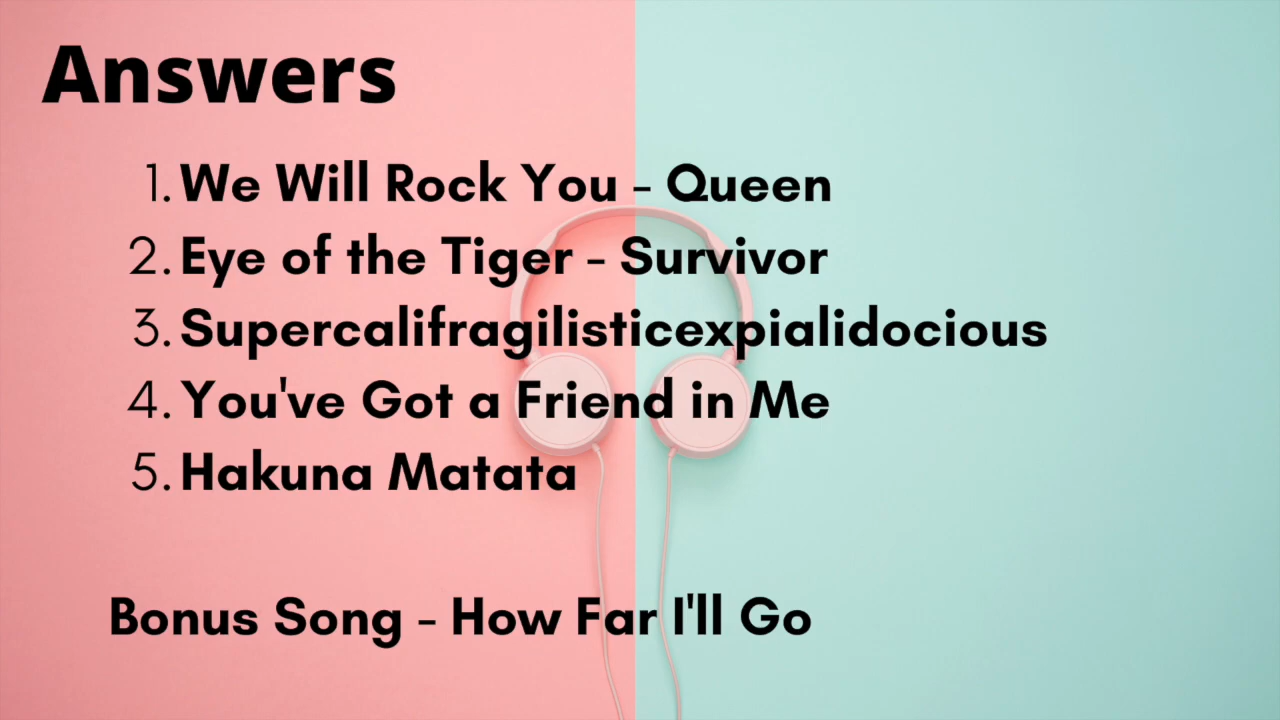 Answers
1. We Will Rock You - Queen
2. Eye of the Tiger - Survivor
3. Supercalifragilisticexpialidocious
4. You've Got a Friend in Me
5. Hakuna Matata
Bonus Song - How Far I'll Go